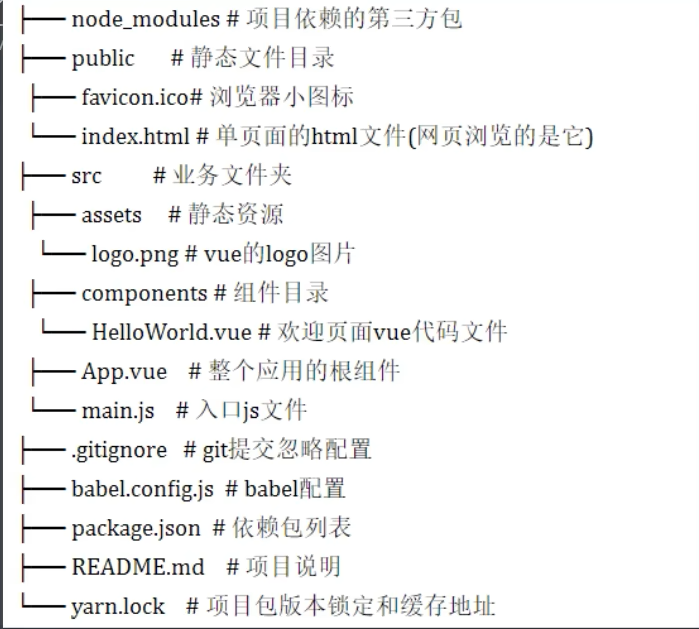 ├── node_modules # 项目依赖的第三方包
├── public # 静态文件目录
├── favicon.ico# 浏览器小图标
└── index.html # 单页面的html文件(网页浏览的是它)
├── src # 业务文件夹
├── assets # 静态资源
└── logo.png # vue的logo图片
├── components # 组件目录
└── HelloWorld.vue # 欢迎页面vue代码文件
├── App.vue # 整个应用的根组件
└── main.js # 入口js文件
├── .gitignore # git提交忽略配置
├── babel.config.js # babel配置
├── package.json # 依赖包列表
├── README.md # 项目说明
└── yarn.lock # 项目包版本锁定和缓存地址